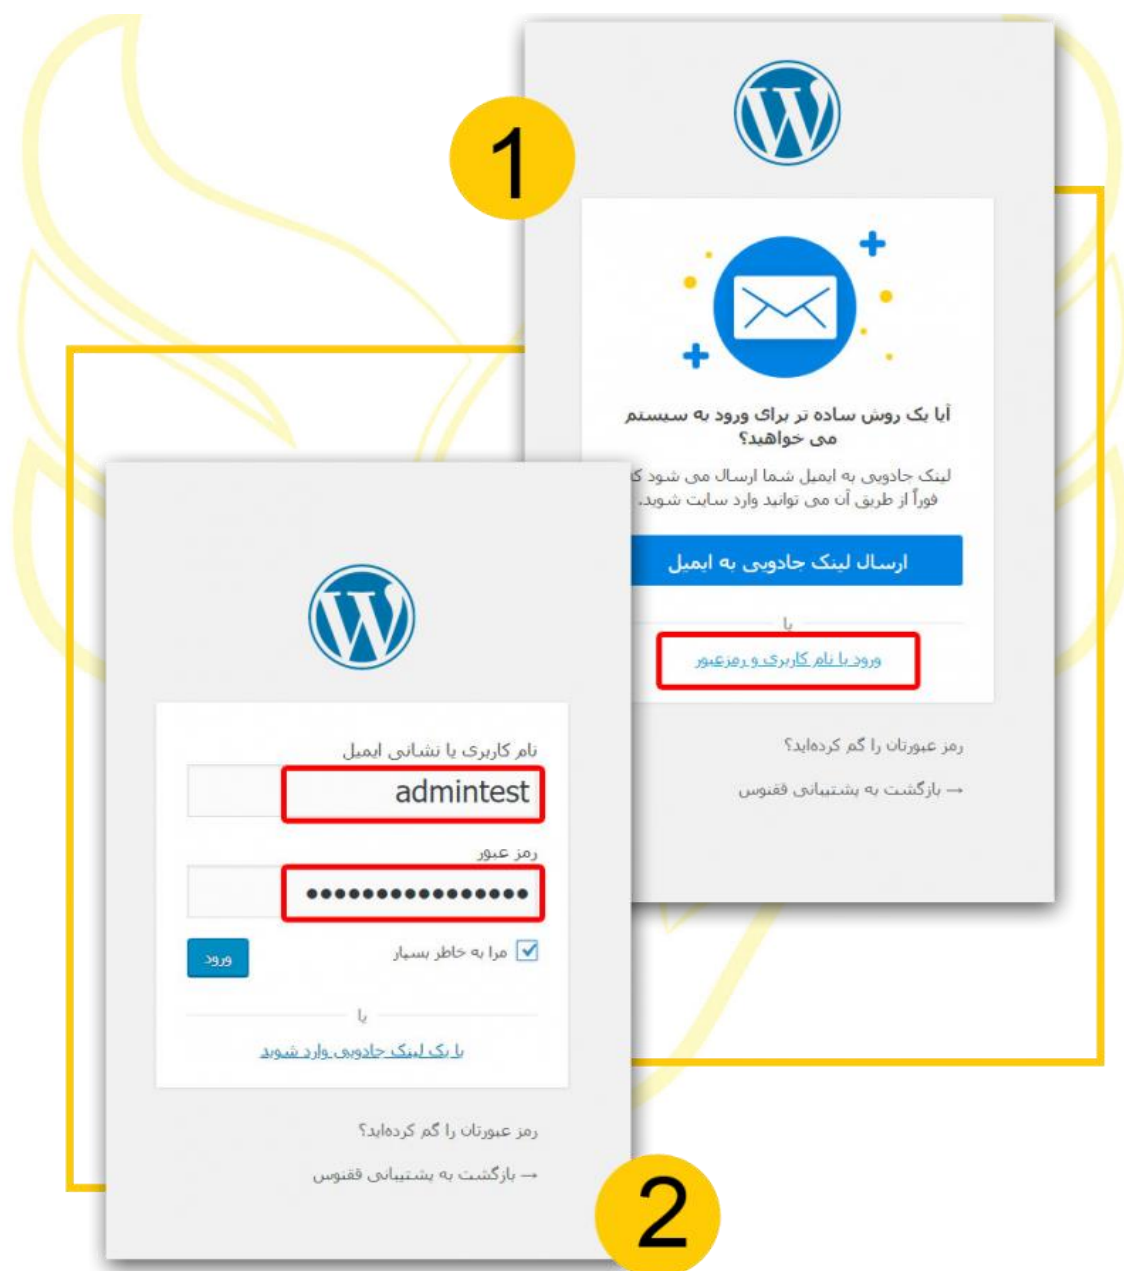 1
آیا یک روش ساده تر برای ورود به سیستم
می خواهید؟
لینک جادویی به ایمیل شما ارسال می شود که
فوراً از طریق آن می توانید وارد سایت شوید.
ارسال لینک جادویی به ایمیل
یا
ورود با نام کاربری و رمزعبور
رمز عبورتان را گم کرده‌اید؟
→ بازگشت به پشتیبانی ققنوس
نام کاربری یا نشانی ایمیل
admintest
رمز عبور
••••••••••••••••
مرا به خاطر بسپار
ورود
یا
با یک لینک جادویی وارد شوید
رمز عبورتان را گم کرده‌اید؟
→ بازگشت به پشتیبانی ققنوس
2